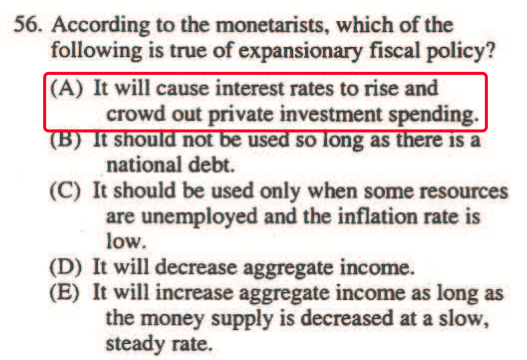 56. According to the monetarists, which of the
following is true of expansionary fiscal policy?
(A) It will cause interest rates to rise and
crowd out private investment spending.
(B) It should not be used so long as there is a
national debt.
(C) It should be used only when some resources
are unemployed and the inflation rate is
low.
(D) It will decrease aggregate income.
(E) It will increase aggregate income as long as
the money supply is decreased at a slow,
steady rate.